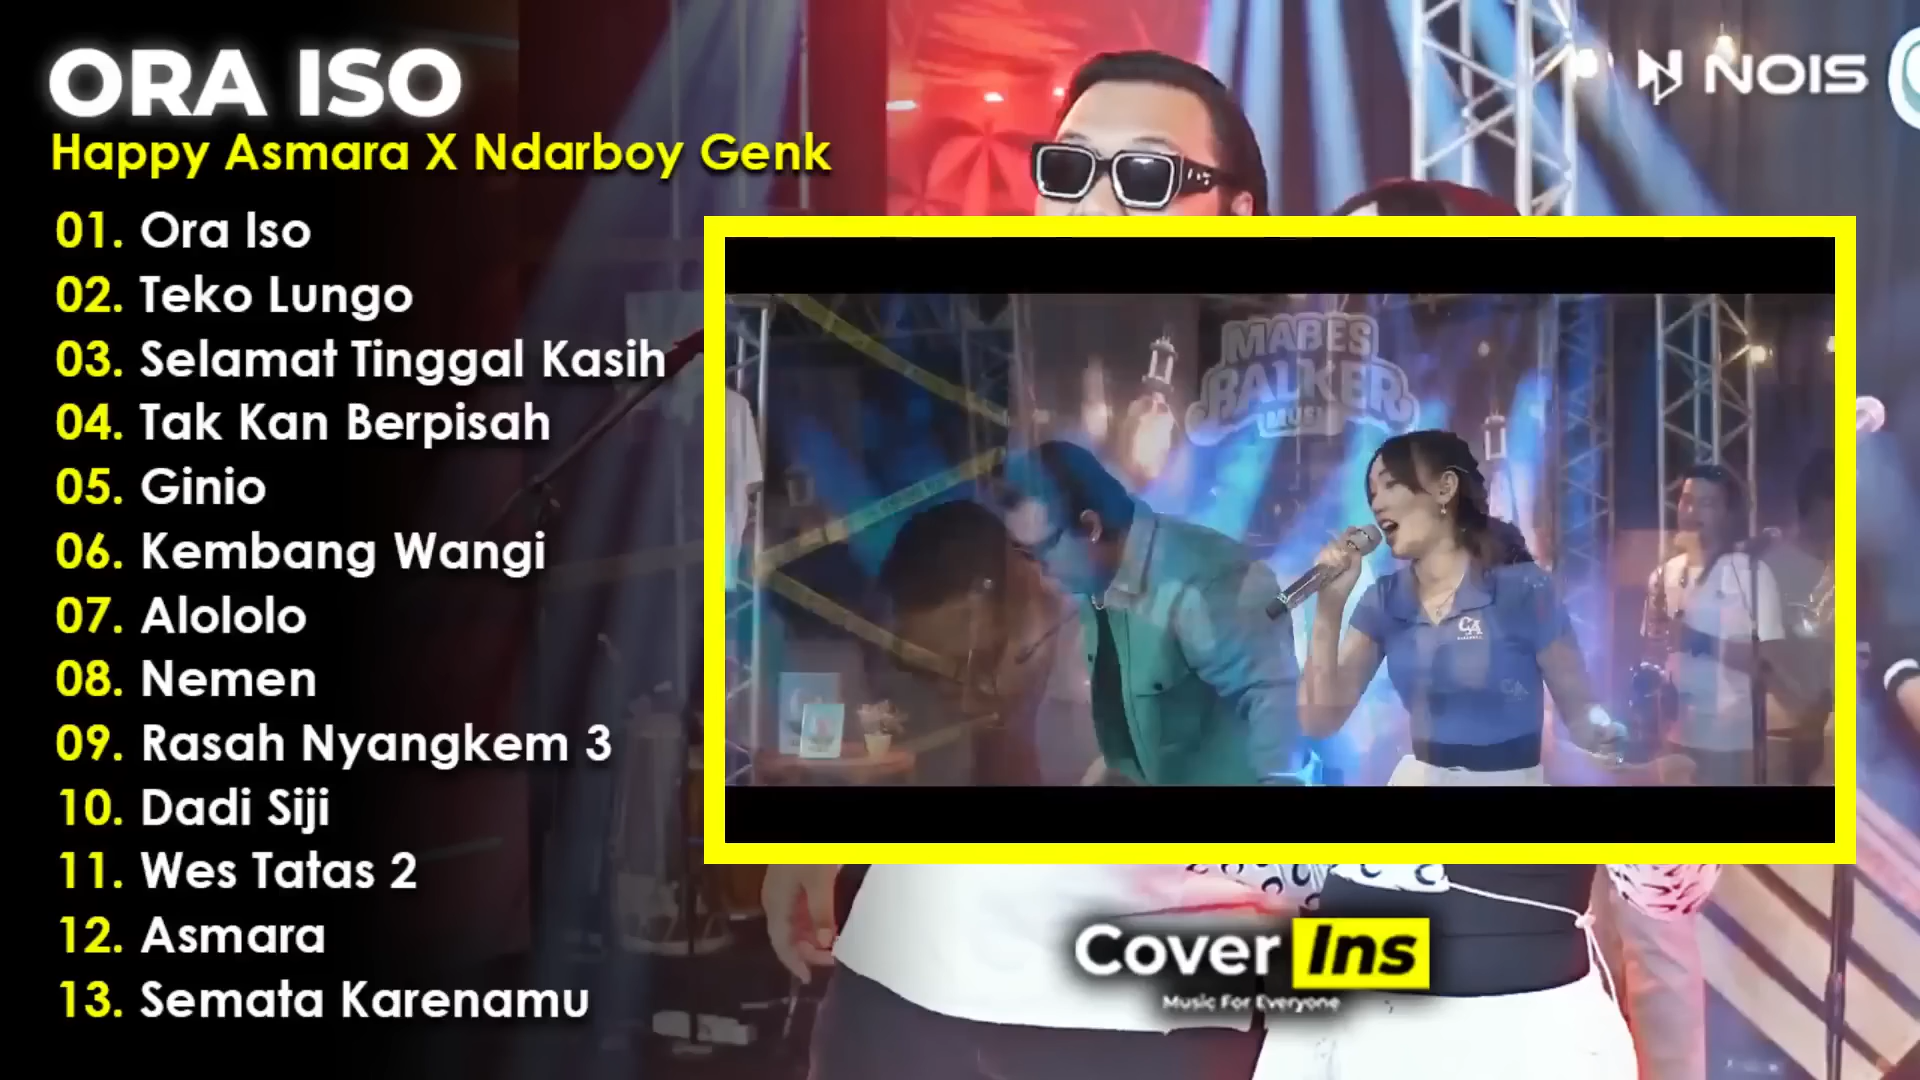 ORA ISO
NOIS
Happy Asmara X Ndarboy Genk
01. Ora Iso
02. Teko Lungo
03. Selamat Tinggal Kasih
04. Tak Kan Berpisah
05. Ginio
06. Kembang Wangi
07. Alololo
08. Nemen
09. Rasah Nyangkem 3
10. Dadi Siji
11. Wes Tatas 2
12. Asmara
13. Semata Karenamu
MABES
BALKER
MUSIC
CA
Cover Ins
Music For Everyone